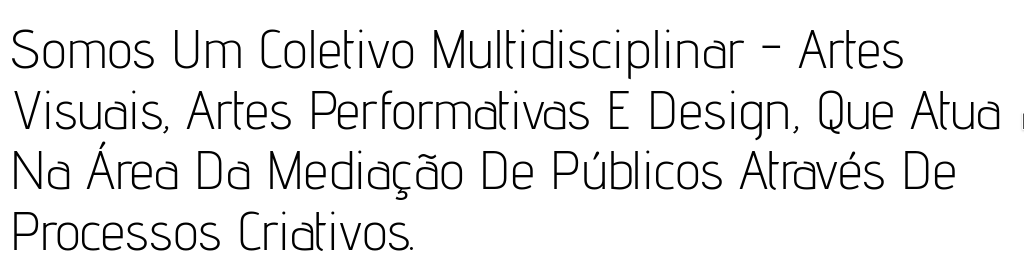 Somos Um Coletivo Multidisciplinar - Artes
Visuais, Artes Performativas E Design, Que Atua
Na Área Da Mediação De Públicos Através De
Processos Criativos.